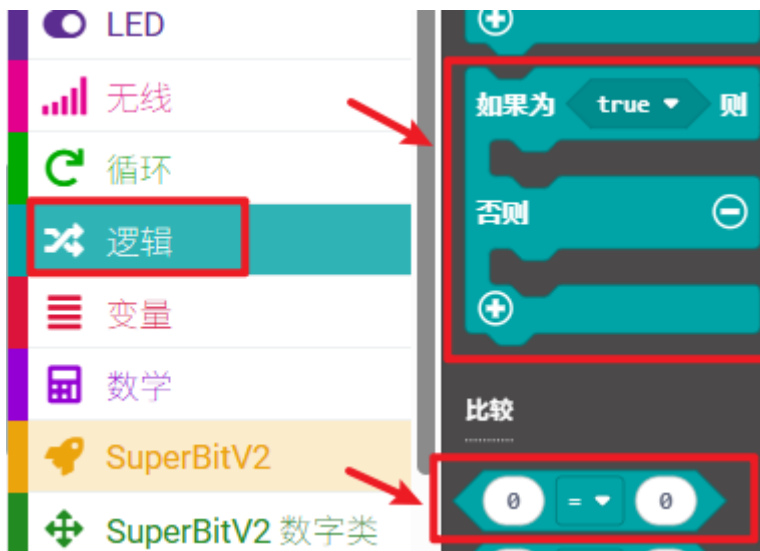 LED
无线
循环
逻辑
变量
数学
SuperBitV2
SuperBitV2 数字类
如果为 true 则
否则
比较
0 = 0